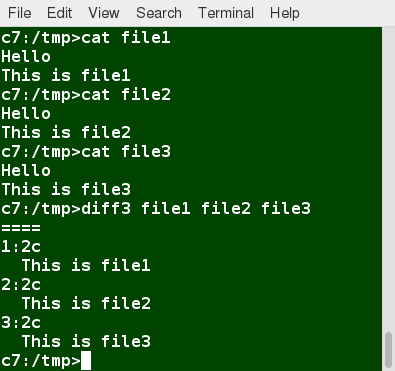 File Edit View Search Terminal Help
c7:/tmp>cat file1
Hello
This is file1
c7:/tmp>cat file2
Hello
This is file2
c7:/tmp>cat file3
Hello
This is file3
c7:/tmp>diff3 file1 file2 file3
====
1:2c
  This is file1
2:2c
  This is file2
3:2c
  This is file3
c7:/tmp>